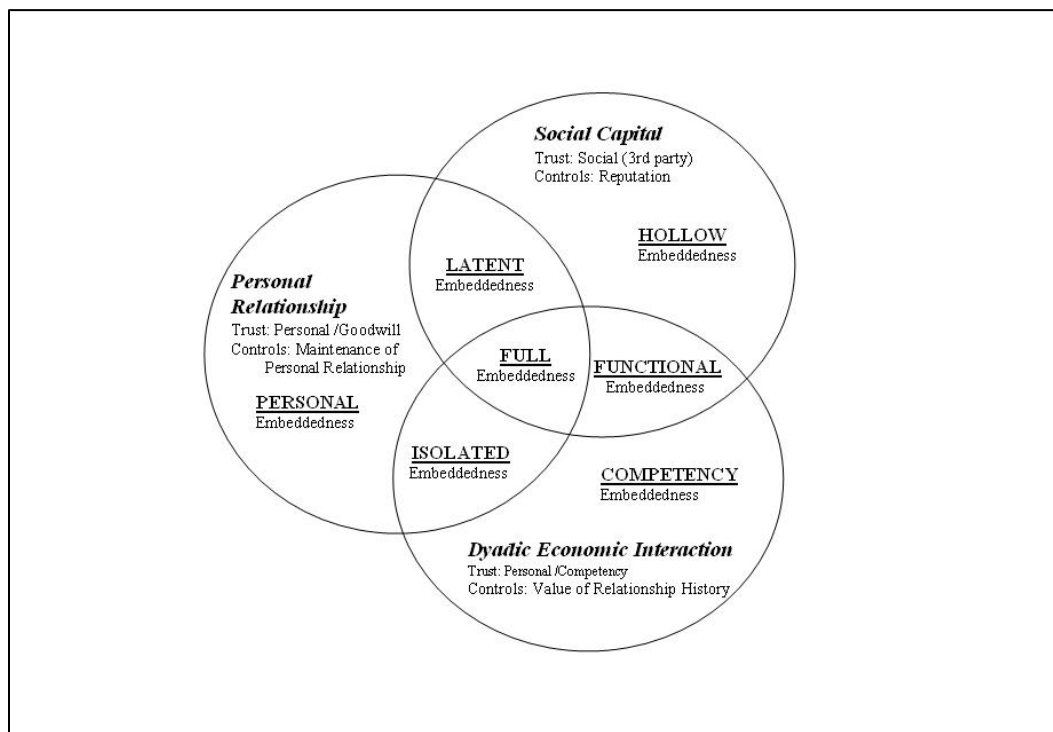 Social Capital
Trust: Social (3rd party)
Controls: Reputation
HOLLOW
Embeddedness
LATENT
Embeddedness
Personal
Relationship
Trust: Personal /Goodwill
Controls: Maintenance of
Personal Relationship
PERSONAL
Embeddedness
FULL
Embeddedness
FUNCTIONAL
Embeddedness
ISOLATED
Embeddedness
COMPETENCY
Embeddedness
Dyadic Economic Interaction
Trust: Personal /Competency
Controls: Value of Relationship History